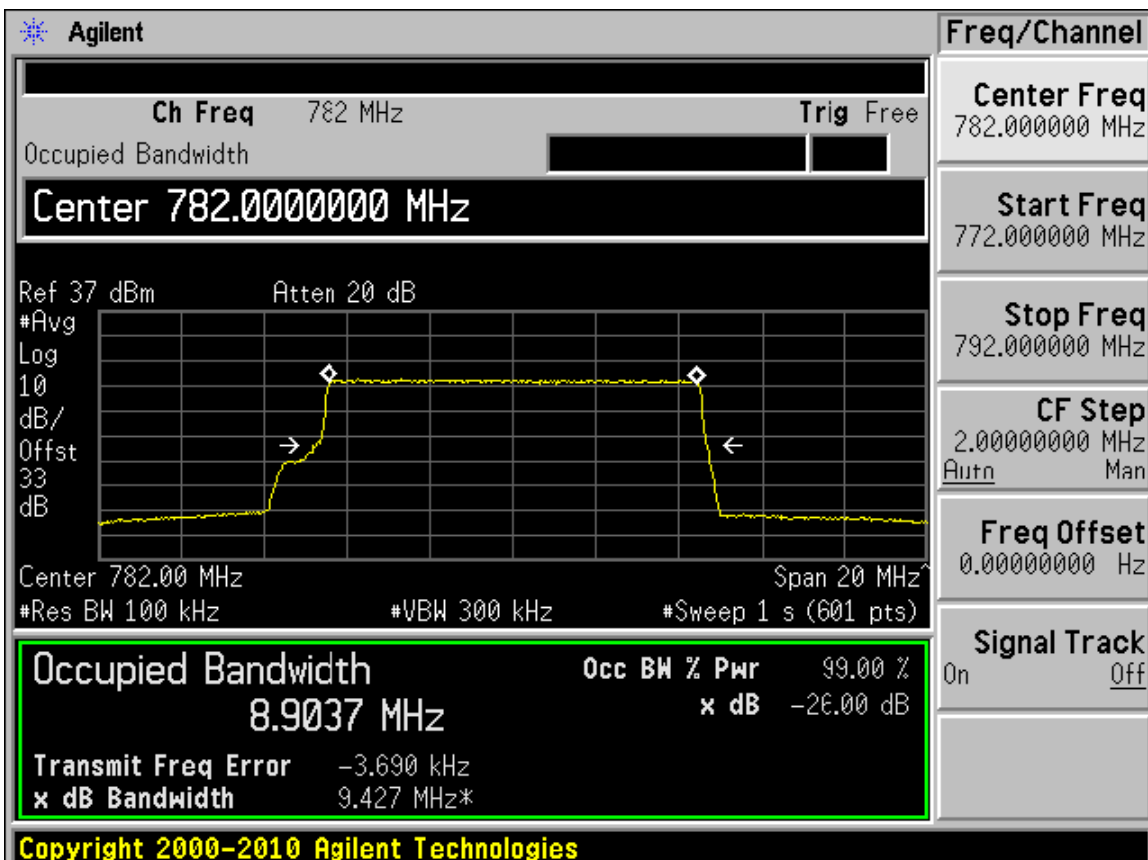 Agilent
Freq/Channel
Ch Freq 782 MHz Trig Free
Occupied Bandwidth
Center 782.0000000 MHz
Ref 37 dBm Atten 20 dB
#Avg
Log
10
dB/
Offst
33
dB
Center 782.00 MHz Span 20 MHz^
#Res BW 100 kHz #VBW 300 kHz #Sweep 1 s (601 pts)
Occupied Bandwidth
8.9037 MHz
Occ BW % Pwr 99.00 %
x dB -26.00 dB
Transmit Freq Error -3.690 kHz
x dB Bandwidth 9.427 MHz*
Center Freq
782.000000 MHz
Start Freq
772.000000 MHz
Stop Freq
792.000000 MHz
CF Step
2.00000000 MHz
Auto Man
Freq Offset
0.00000000 Hz
Signal Track
On Off
Copyright 2000-2010 Agilent Technologies